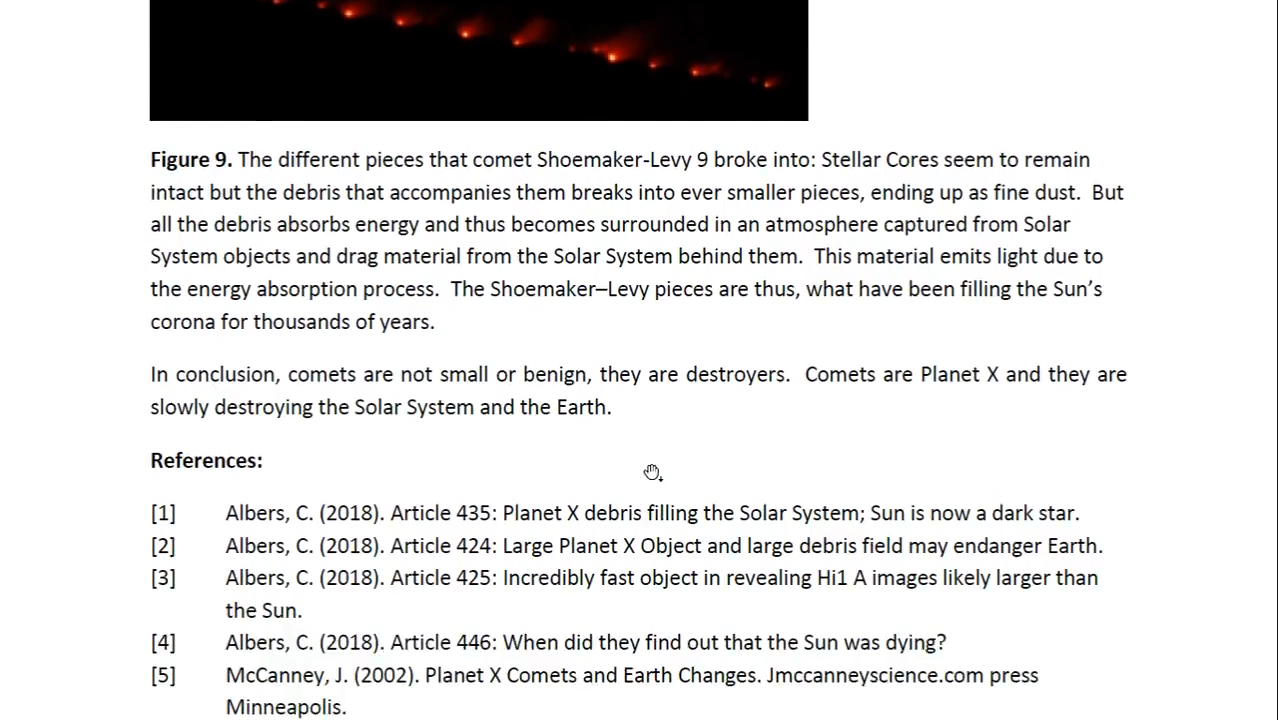 Figure 9. The different pieces that comet Shoemaker-Levy 9 broke into: Stellar Cores seem to remain
intact but the debris that accompanies them breaks into ever smaller pieces, ending up as fine dust.  But
all the debris absorbs energy and thus becomes surrounded in an atmosphere captured from Solar
System objects and drag material from the Solar System behind them.  This material emits light due to
the energy absorption process.  The Shoemaker–Levy pieces are thus, what have been filling the Sun’s
corona for thousands of years.
In conclusion, comets are not small or benign, they are destroyers.  Comets are Planet X and they are
slowly destroying the Solar System and the Earth.
References:
[1] Albers, C. (2018). Article 435: Planet X debris filling the Solar System; Sun is now a dark star.
[2] Albers, C. (2018). Article 424: Large Planet X Object and large debris field may endanger Earth.
[3] Albers, C. (2018). Article 425: Incredibly fast object in revealing Hi1 A images likely larger than
the Sun.
[4] Albers, C. (2018). Article 446: When did they find out that the Sun was dying?
[5] McCanney, J. (2002). Planet X Comets and Earth Changes. Jmccanneyscience.com press
Minneapolis.